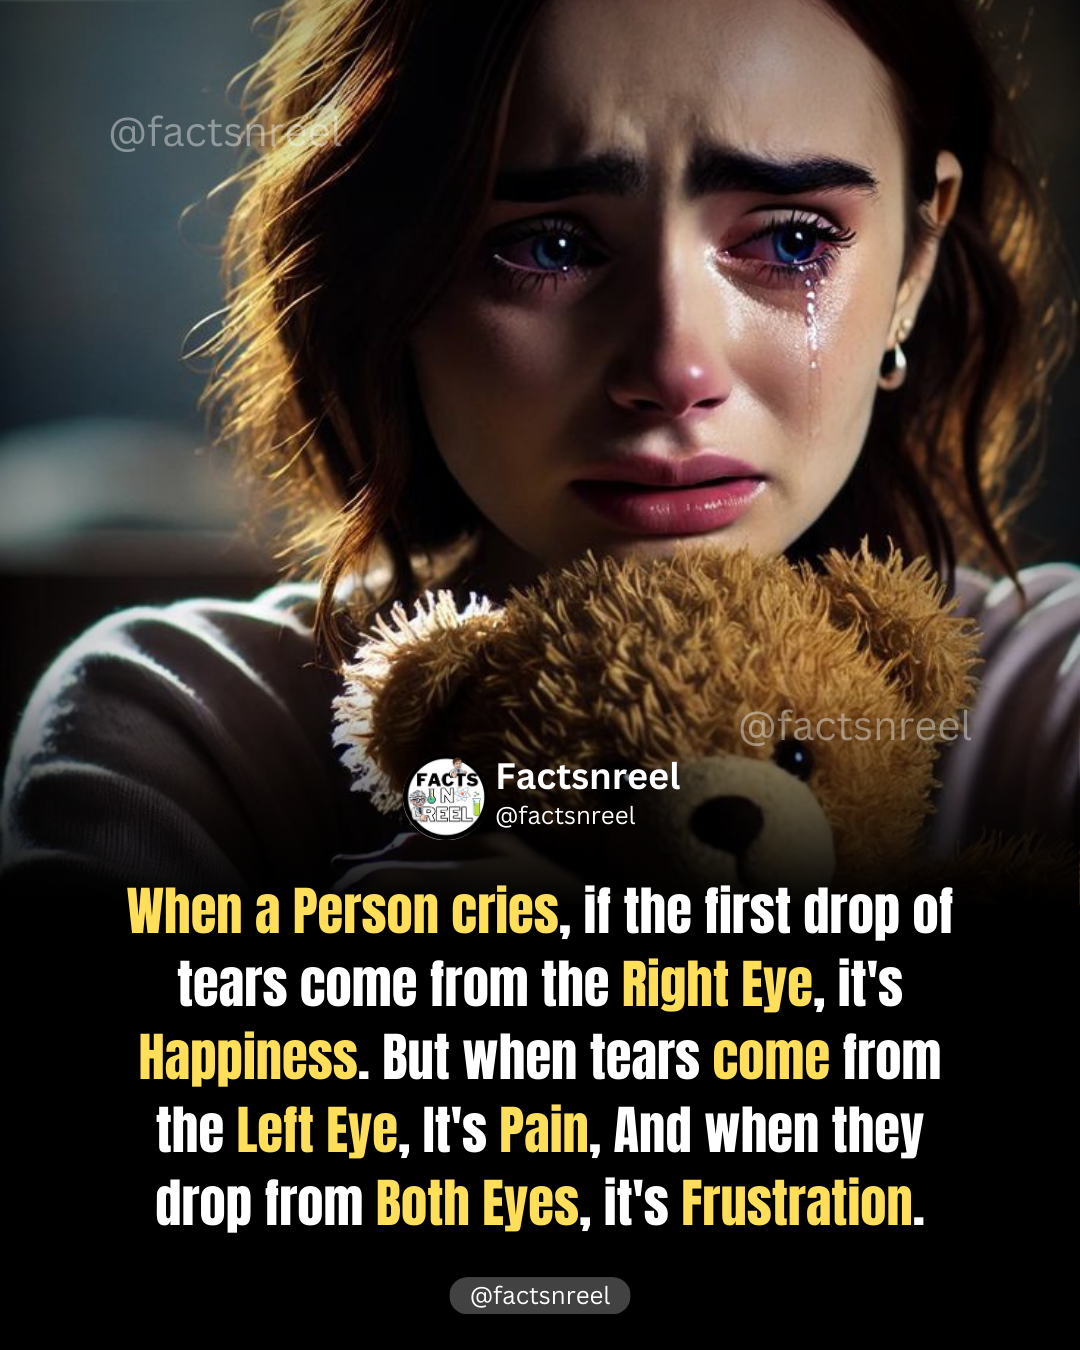 @factsnreel
@factsnreel
FACTS
IN
REEL
Factsnreel
@factsnreel
When a Person cries, if the first drop of
tears come from the Right Eye, it's
Happiness. But when tears come from
the Left Eye, It's Pain, And when they
drop from Both Eyes, it's Frustration.
@factsnreel